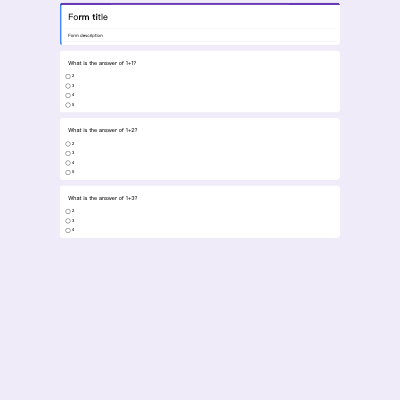 Form title
Form description
What is the answer of 1+1?
2
3
4
5
What is the answer of 1+2?
2
3
4
5
What is the answer of 1+3?
2
3
4